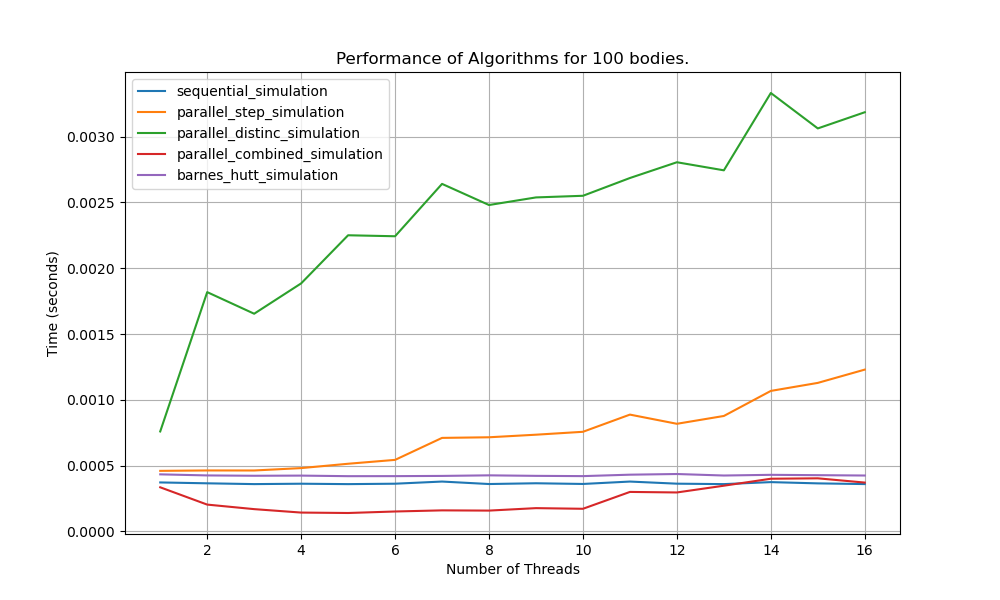 Performance of Algorithms for 100 bodies.
sequential_simulation
parallel_step_simulation
parallel_distinc_simulation
parallel_combined_simulation
barnes_hutt_simulation
Time (seconds)
0.0030
0.0025
0.0020
0.0015
0.0010
0.0005
0.0000
2 4 6 8 10 12 14 16
Number of Threads